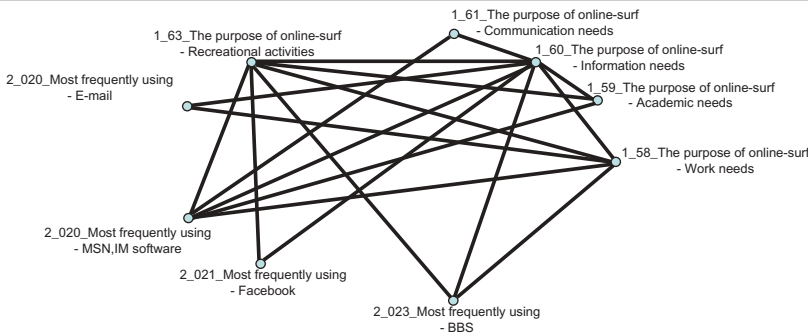 1_61_The purpose of online-surf
- Communication needs
1_63_The purpose of online-surf
- Recreational activities
1_60_The purpose of online-surf
- Information needs
2_020_Most frequently using
- E-mail
1_59_The purpose of online-surf
- Academic needs
1_58_The purpose of online-surf
- Work needs
2_020_Most frequently using
- MSN,IM software
2_021_Most frequently using
- Facebook
2_023_Most frequently using
- BBS